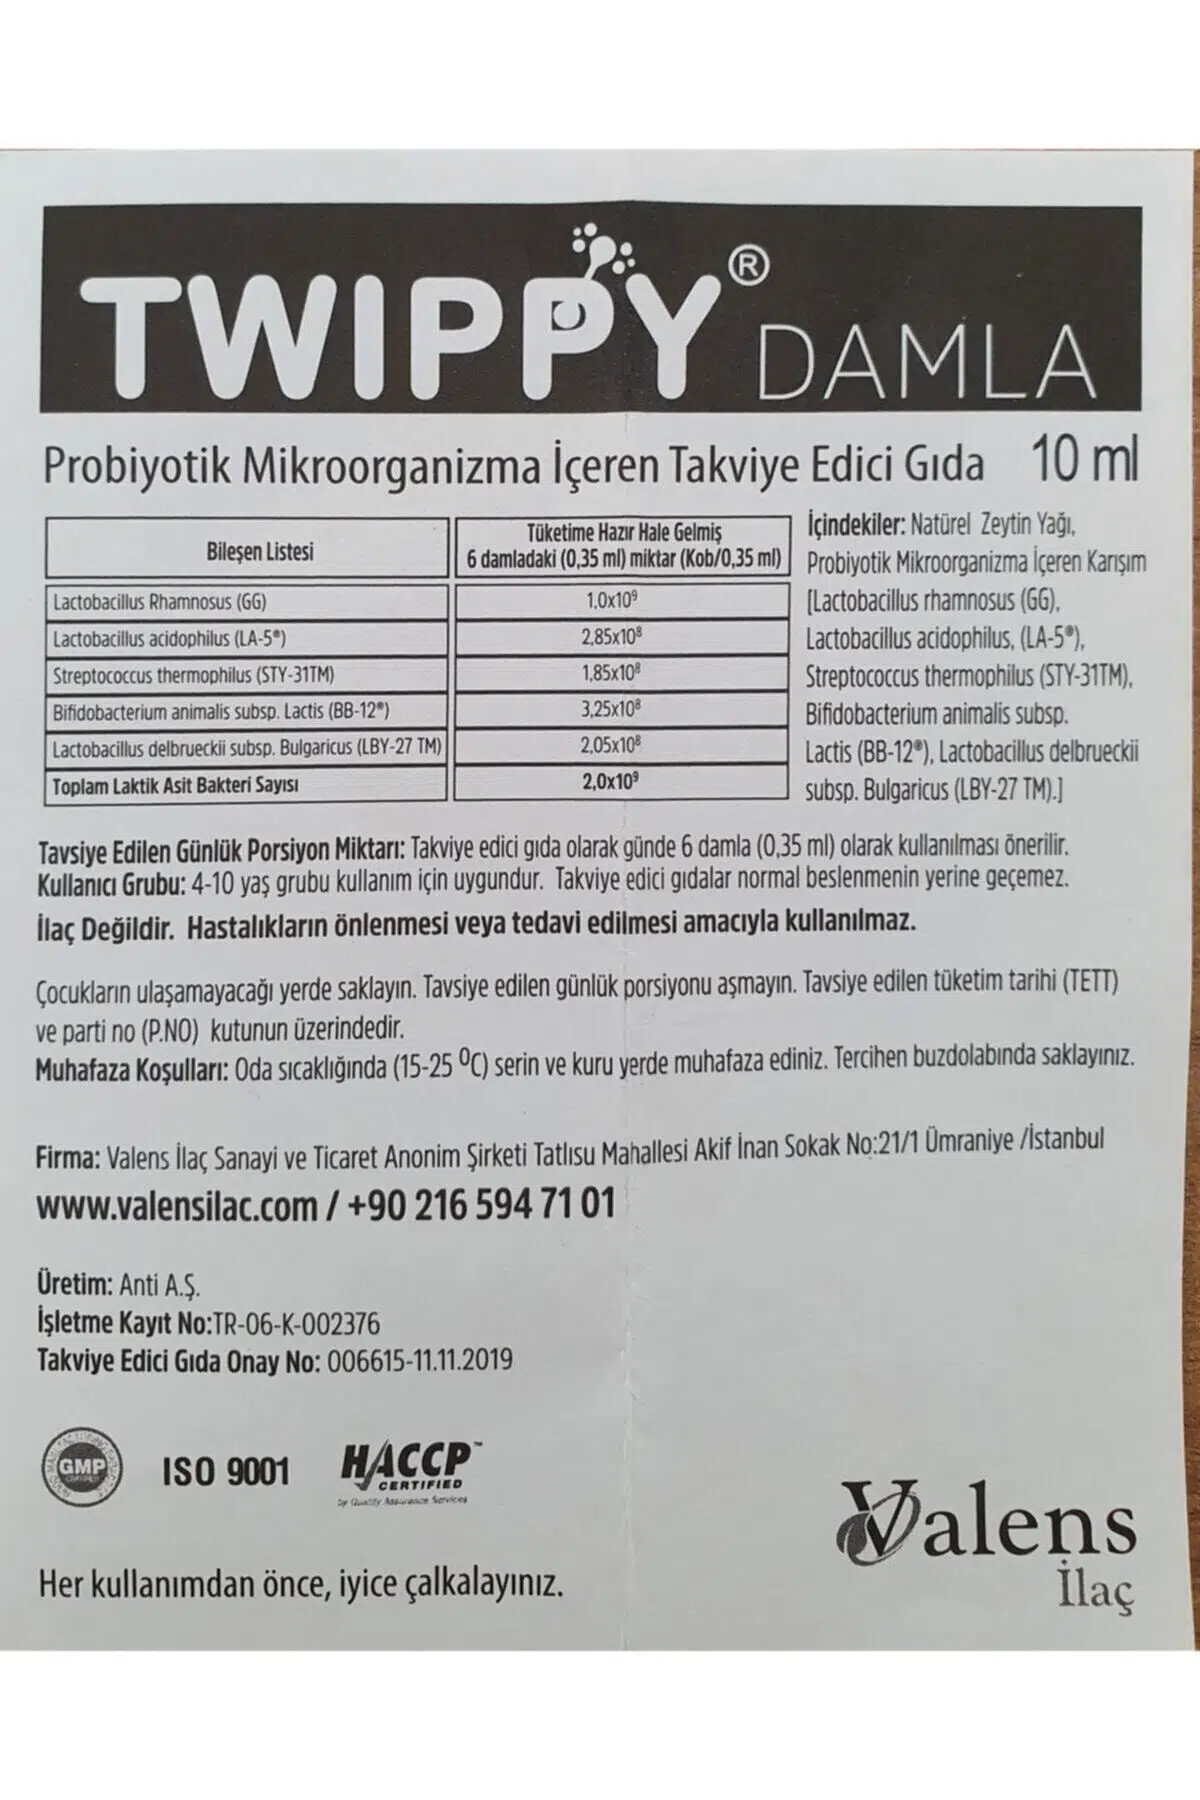 TWIPPY® DAMLA
Probiyotik Mikroorganizma İçeren Takviye Edici Gıda 10 ml
Bileşen Listesi
Tüketime Hazır Hale Gelmiş
6 damladaki (0,35 ml) miktar (Kob/0,35 ml)
Lactobacillus Rhamnosus (GG) 1,0x10⁹
Lactobacillus acidophilus (LA-5®) 2,85x10⁸
Streptococcus thermophilus (STY-31TM) 1,85x10⁸
Bifidobacterium animalis subsp. Lactis (BB-12®) 3,25x10⁸
Lactobacillus delbrueckii subsp. Bulgaricus (LBY-27 TM) 2,05x10⁸
Toplam Laktik Asit Bakteri Sayısı 2,0x10⁹
İçindekiler: Natürel Zeytin Yağı,
Probiyotik Mikroorganizma İçeren Karışım
[Lactobacillus rhamnosus (GG),
Lactobacillus acidophilus, (LA-5®),
Streptococcus thermophilus (STY-31TM),
Bifidobacterium animalis subsp.
Lactis (BB-12®), Lactobacillus delbrueckii
subsp. Bulgaricus (LBY-27 TM).]
Tavsiye Edilen Günlük Porsiyon Miktarı: Takviye edici gıda olarak günde 6 damla (0,35 ml) olarak kullanılması önerilir.
Kullanıcı Grubu: 4-10 yaş grubu kullanım için uygundur. Takviye edici gıdalar normal beslenmenin yerine geçemez.
İlaç Değildir. Hastalıkların önlenmesi veya tedavi edilmesi amacıyla kullanılmaz.
Çocukların ulaşamayacağı yerde saklayın. Tavsiye edilen günlük porsiyonu aşmayın. Tavsiye edilen tüketim tarihi (TETT)
ve parti no (P.NO) kutunun üzerindedir.
Muhafaza Koşulları: Oda sıcaklığında (15-25 ⁰C) serin ve kuru yerde muhafaza ediniz. Tercihen buzdolabında saklayınız.
Firma: Valens İlaç Sanayi ve Ticaret Anonim Şirketi Tatlısu Mahallesi Akif İnan Sokak No:21/1 Ümraniye /İstanbul
www.valensilac.com / +90 216 594 71 01
Üretim: Anti A.Ş.
İşletme Kayıt No:TR-06-K-002376
Takviye Edici Gıda Onay No: 006615-11.11.2019
GMP
ISO 9001
HACCP™
CERTIFIED
by Quality Assurance Services
Valens
İlaç
Her kullanımdan önce, iyice çalkalayınız.